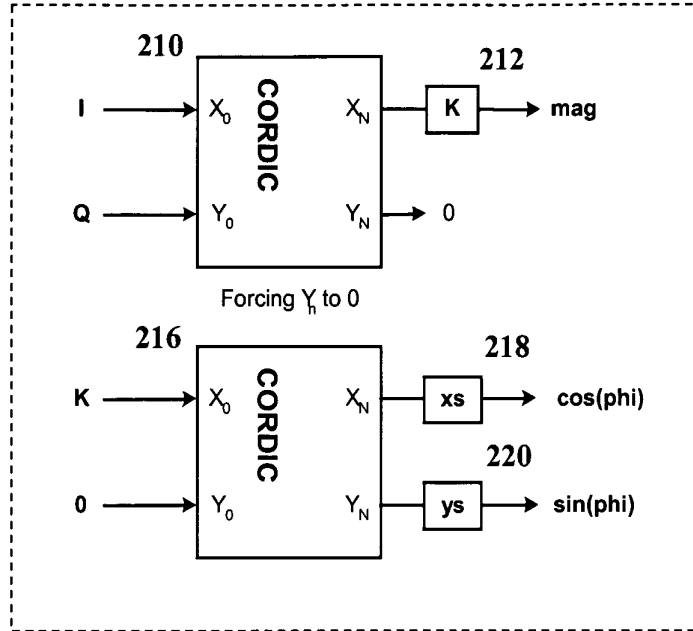 210
212
I
X0
CORDIC
XN
K
mag
Q
Y0
YN
0
Forcing Yn to 0
216
218
K
X0
CORDIC
XN
xs
cos(phi)
220
0
Y0
YN
ys
sin(phi)